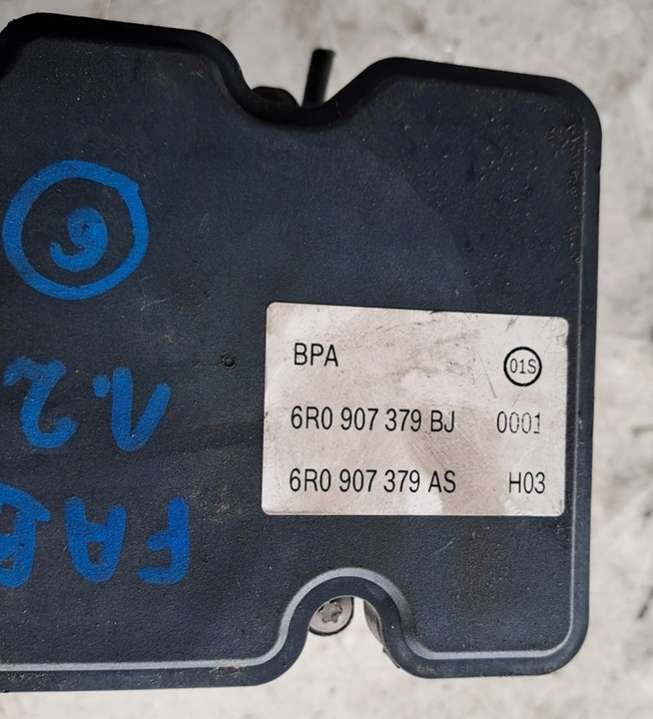 BPA 01S
6R0 907 379 BJ 0001
6R0 907 379 AS H03
FAB
1.2
6